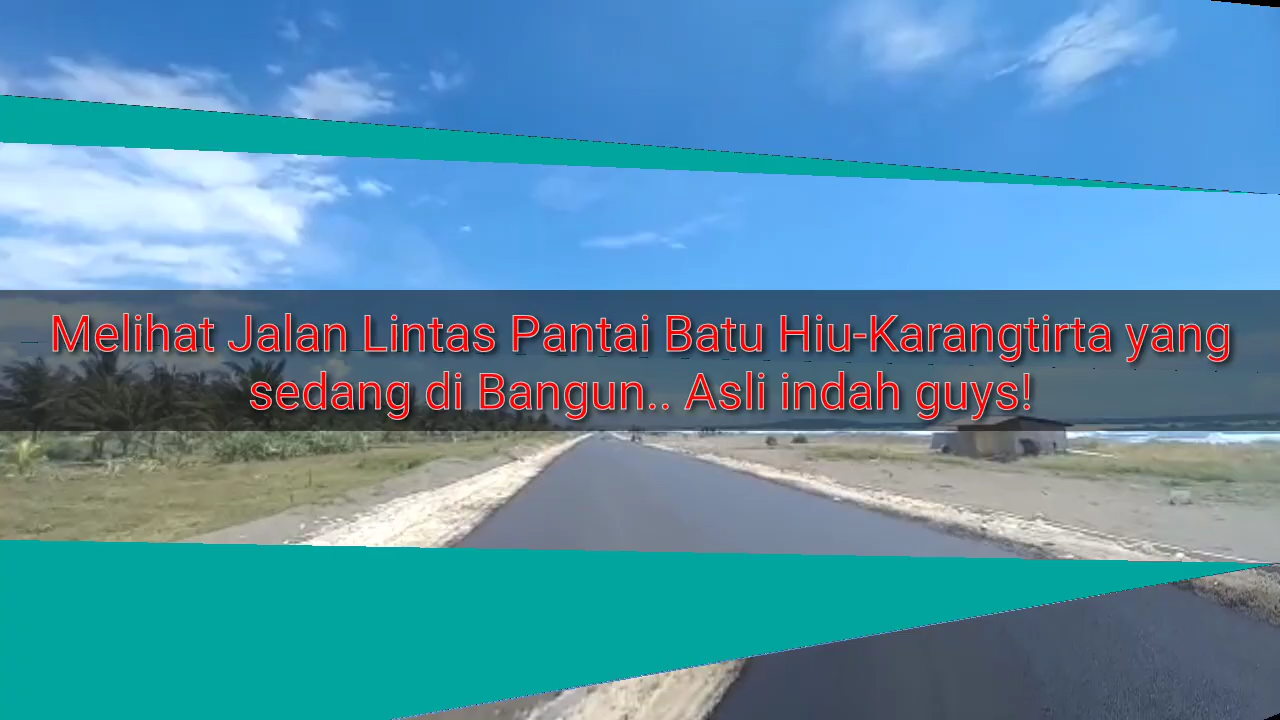 Melihat Jalan Lintas Pantai Batu Hiu-Karangtirta yang
sedang di Bangun.. Asli indah guys!